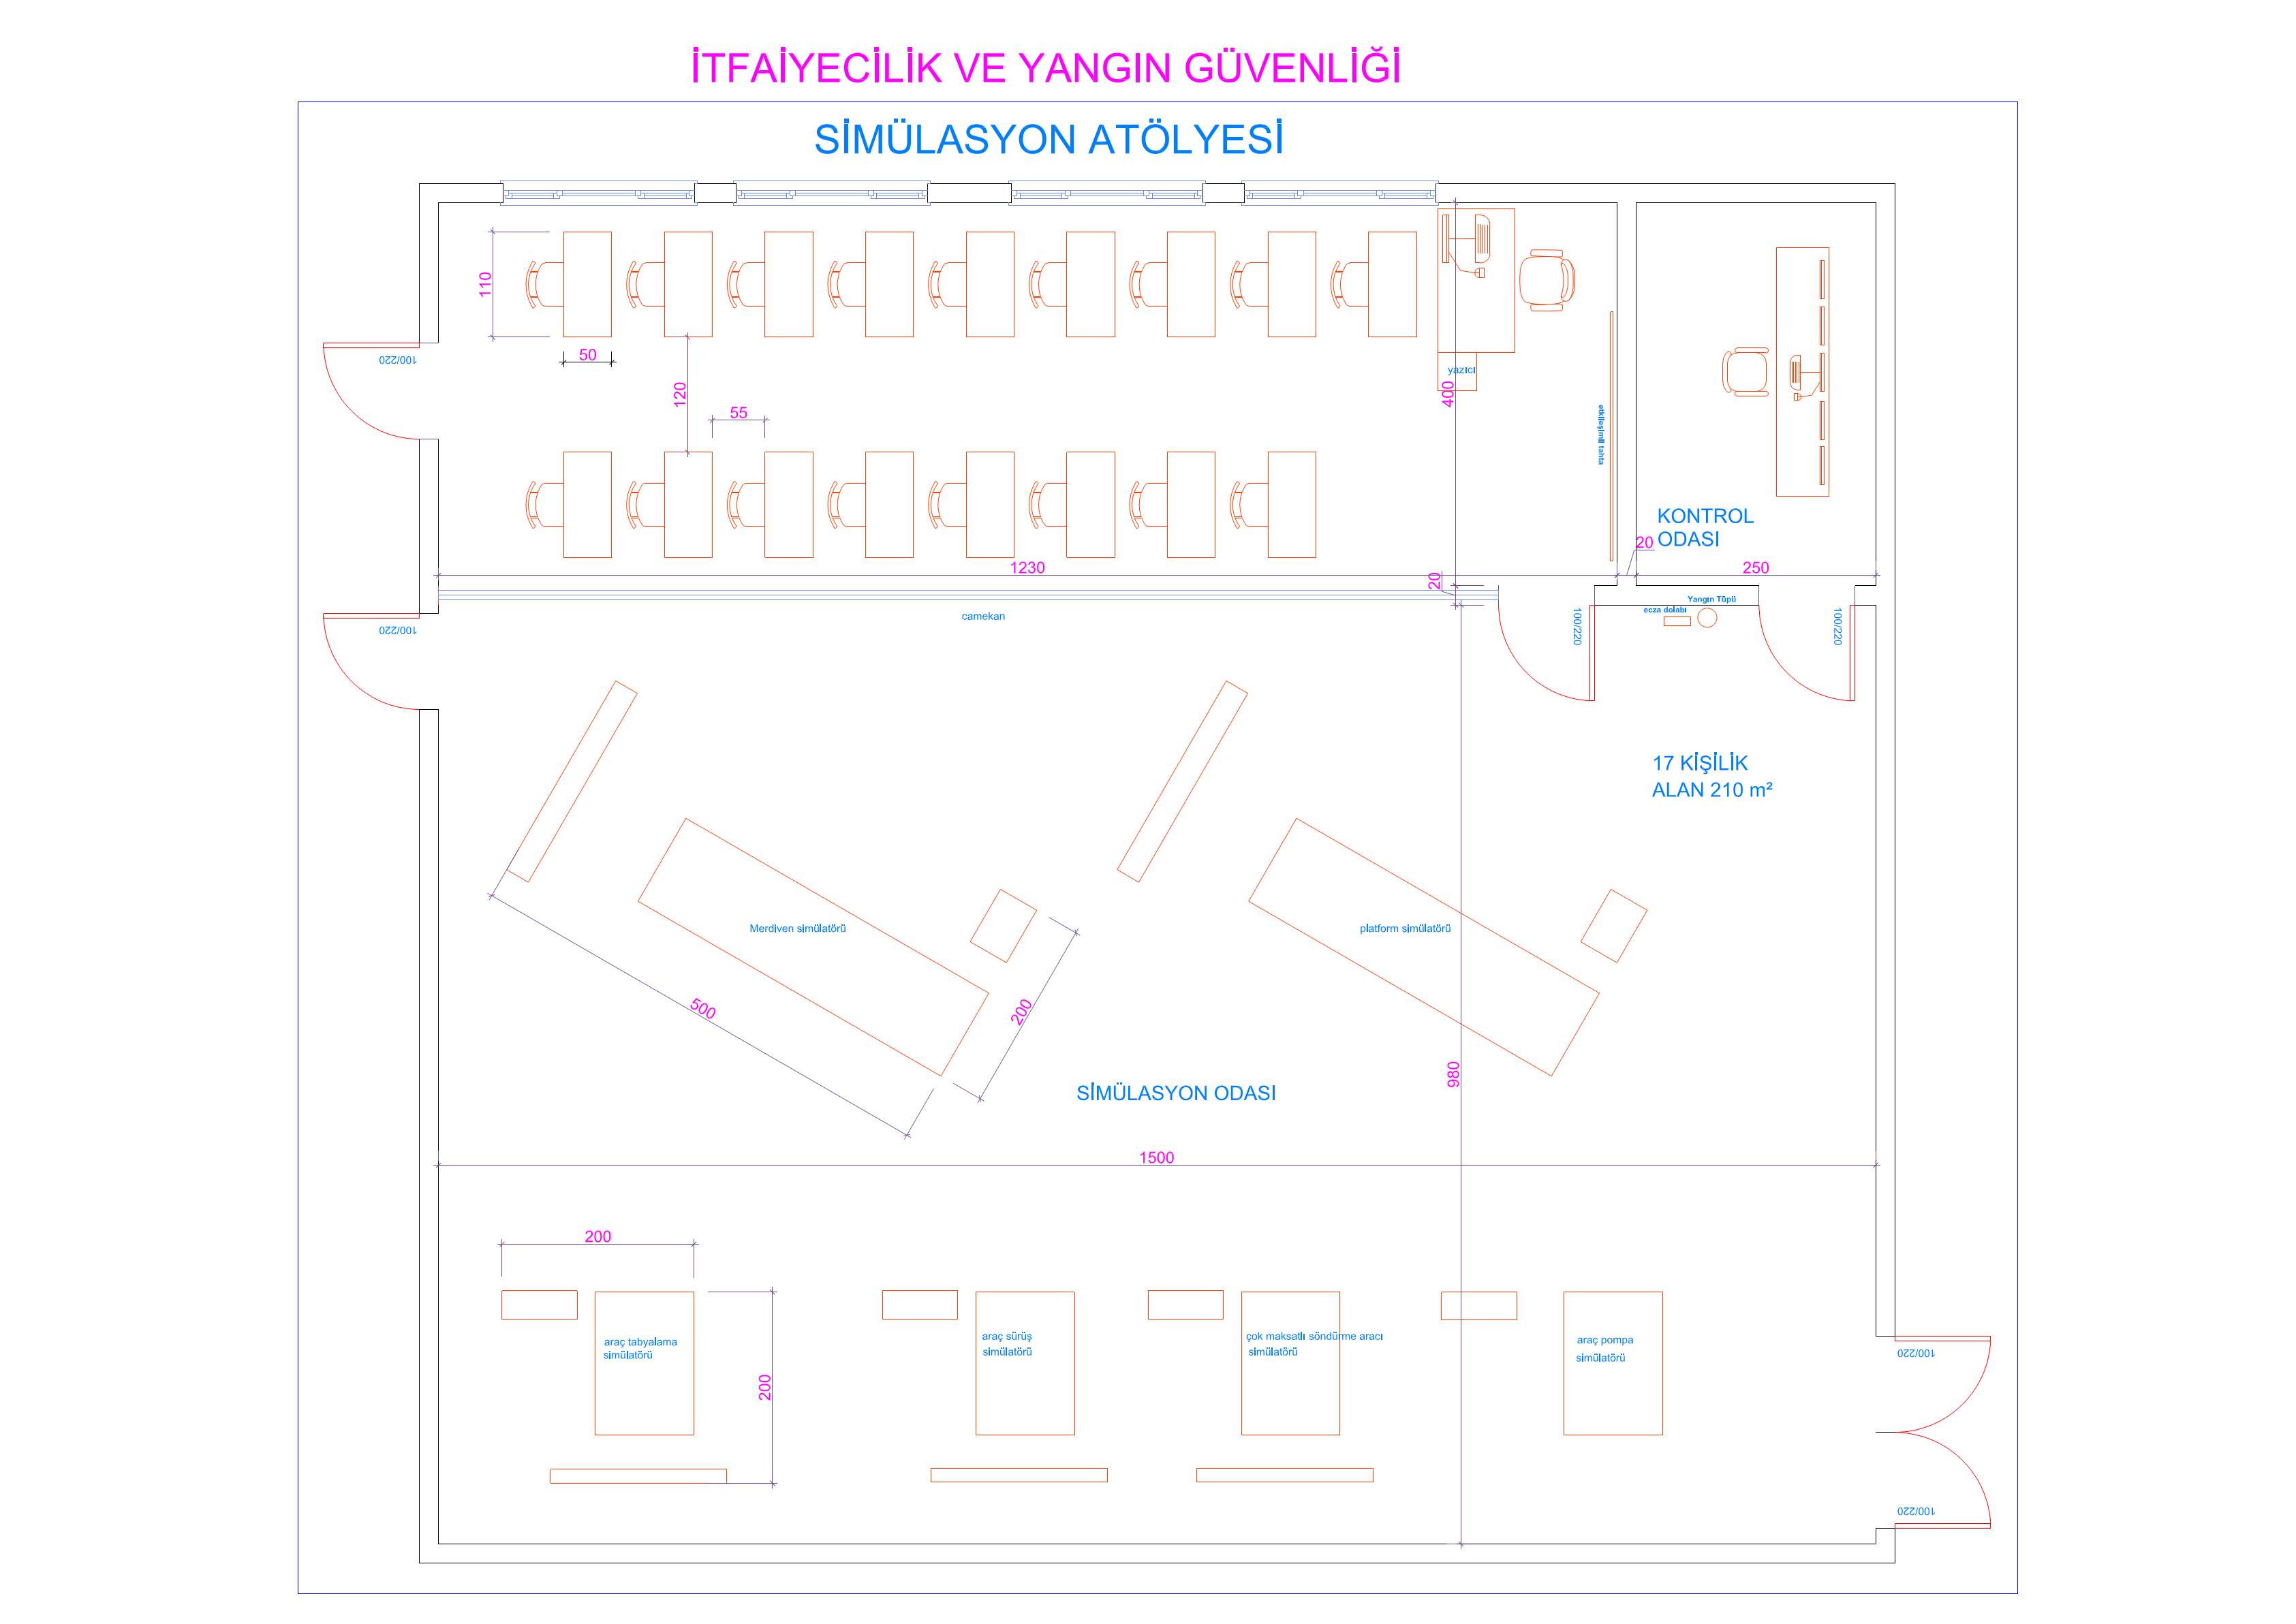 İTFAİYECİLİK VE YANGIN GÜVENLİĞİ
SİMÜLASYON ATÖLYESİ
110
100/220
50
120
55
yazıcı
400
etkileşimli tahta
KONTROL
ODASI
20
1230
250
20
Yangın Tüpü
ecza dolabı
camekan
100/220
100/220
100/220
17 KİŞİLİK
ALAN 210 m²
Merdiven simülatörü
platform simülatörü
500
200
980
SİMÜLASYON ODASI
1500
200
araç tabyalama
simülatörü
araç sürüş
simülatörü
çok maksatlı söndürme aracı
simülatörü
araç pompa
simülatörü
200
100/220
100/220